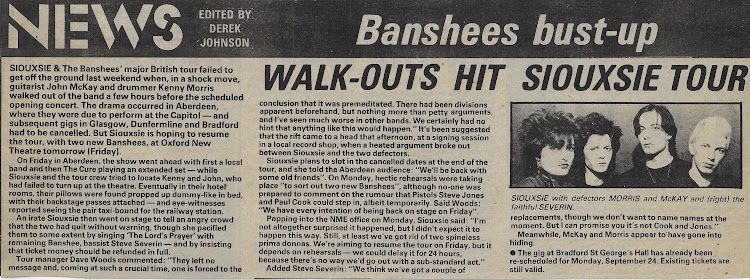 NEWS
EDITED BY
DEREK
JOHNSON
Banshees bust-up
WALK-OUTS HIT SIOUXSIE TOUR
SIOUXSIE & The Banshees' major British tour failed to
get off the ground last weekend when, in a shock move,
guitarist John McKay and drummer Kenny Morris
walked out of the band a few hours before the scheduled
opening concert. The drama occurred in Aberdeen,
where they were due to perform at the Capitol — and
subsequent gigs in Glasgow, Dunfermline and Bradford
had to be cancelled. But Siouxsie is hoping to resume
the tour, with two new Banshees, at Oxford New
Theatre tomorrow (Friday).
On Friday in Aberdeen, the show went ahead with first a
local band and then The Cure playing an extended set — while
Siouxsie and the tour crew tried to locate Kenny and John, who
had failed to turn up at the theatre. Eventually in their hotel
rooms, their pillows were found propped up dummy-like in bed,
with their backstage passes attached — and eye-witnesses
reported seeing the pair taxi-bound for the railway station.
An irate Siouxsie then went on stage to tell an angry crowd
that the two had quit without warning, though she pacified
them to some extent by singing 'The Lord's Prayer' with
remaining Banshee, bassist Steve Severin — and by insisting
that ticket money should be refunded in full.
Tour manager Dave Woods commented: "They left no
message and, coming at such a crucial time, one is forced to the
conclusion that it was premeditated. There had been divisions
apparent beforehand, but nothing more than petty arguments
and I've seen much worse in other bands. We certainly had no
hint that anything like this would happen." It's been suggested
that the rift came to a head that afternoon, at a signing session
in a local record shop, when a heated argument broke out
between Siouxsie and the two defectors.
Siouxsie plans to slot in the cancelled dates at the end of the
tour, and she told the Aberdeen audience: "We'll be back with
some old friends". On Monday, hectic rehearsals were taking
place "to sort out two new Banshees", although no-one was
prepared to comment on the rumour that Pistols Steve Jones
and Paul Cook could step in, albeit temporarily. Said Woods:
"We have every intention of being back on stage on Friday".
Popping into the NME office on Monday, Siouxsie said: "I'm
not altogether surprised it happened, but I didn't expect it to
happen this way. Still, at least we've got rid of two spineless
prima donnas. We're aiming to resume the tour on Friday, but it
depends on rehearsals — we could delay it for 24 hours,
because there's no way we'd go out with a sub-standard act."
Added Steve Severin: "We think we've got a couple of
SIOUXSIE with defectors MORRIS and McKAY and (right) the
faithful SEVERIN.
replacements, though we don't want to name names at the
moment. But I can promise you it's not Cook and Jones."
Meanwhile, McKay and Morris appear to have gone into
hiding.
● The gig at Bradford St George's Hall has already been
re-scheduled for Monday, September 24. Existing tickets are
still valid.